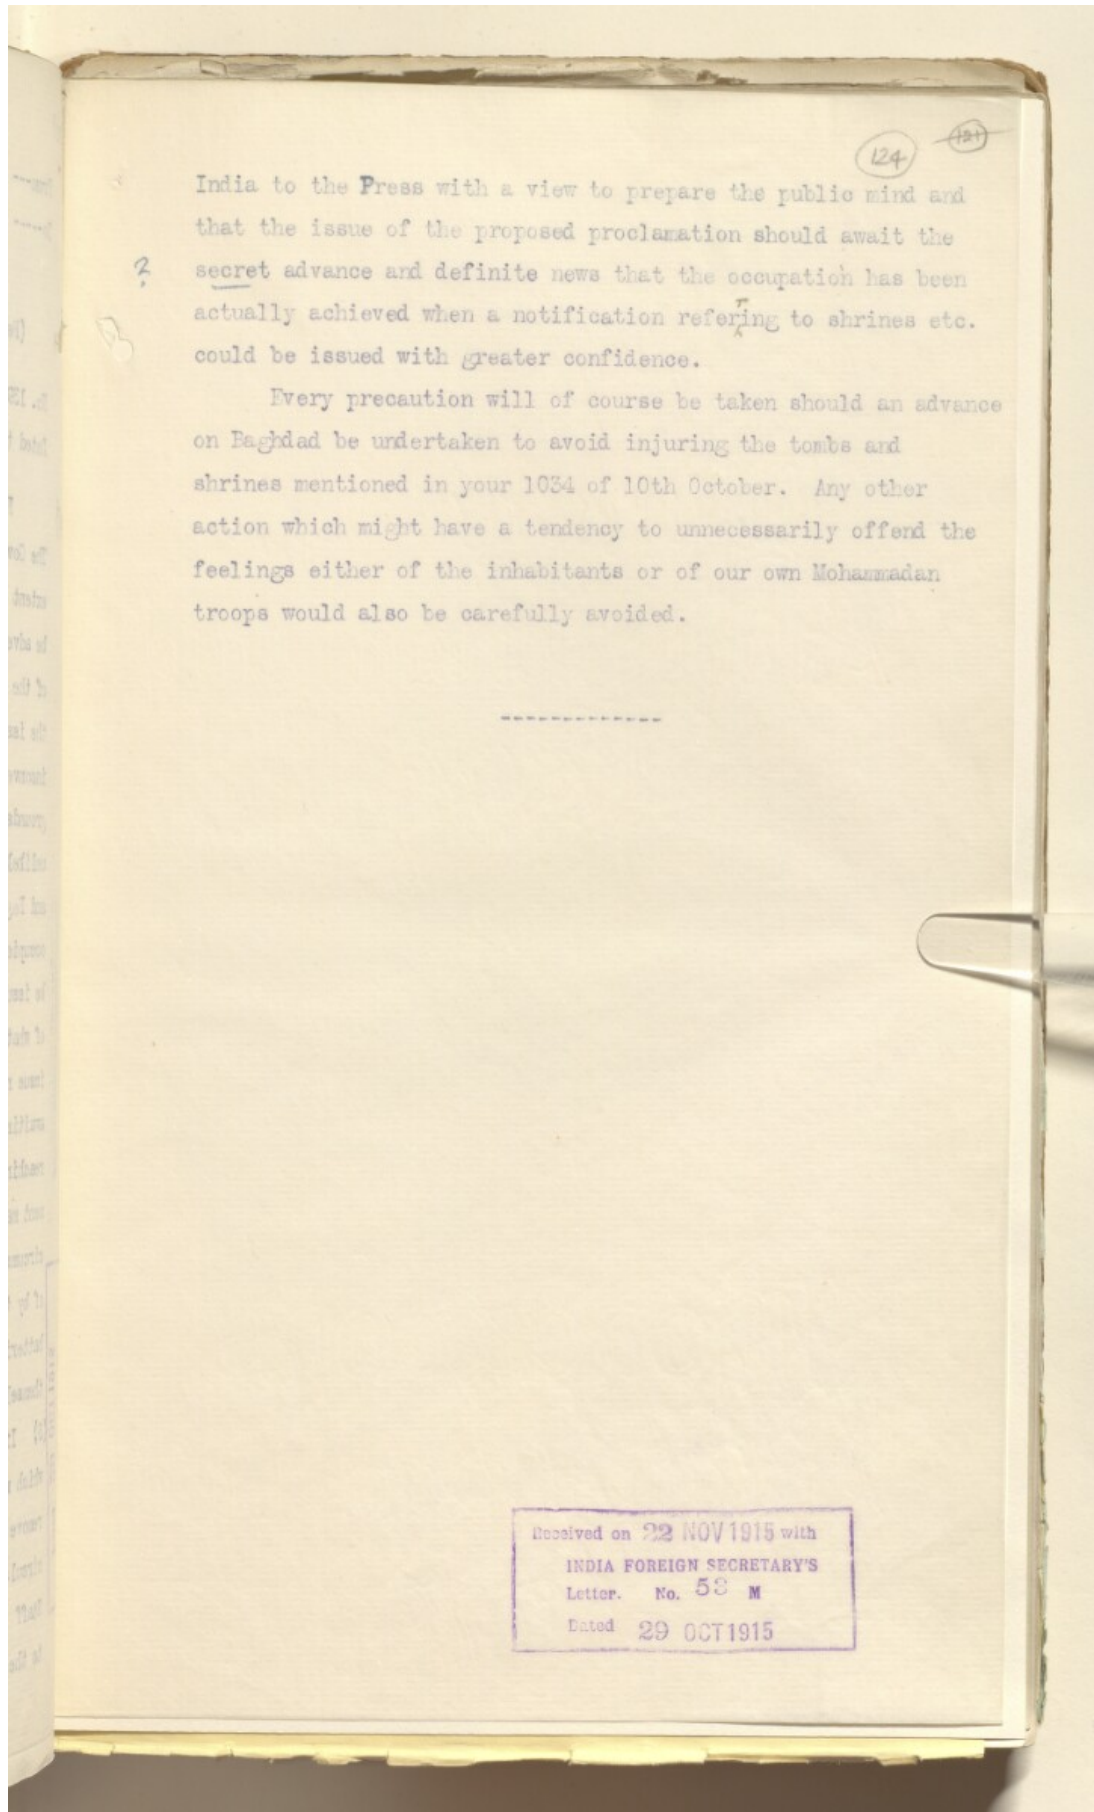 124
121
India to the Press with a view to prepare the public mind and
that the issue of the proposed proclamation should await the
? secret advance and definite news that the occupation has been
actually achieved when a notification referring to shrines etc.
could be issued with greater confidence.
Every precaution will of course be taken should an advance
on Baghdad be undertaken to avoid injuring the tombs and
shrines mentioned in your 1034 of 10th October. Any other
action which might have a tendency to unnecessarily offend the
feelings either of the inhabitants or of our own Mohammadan
troops would also be carefully avoided.
-------------
Received on 22 NOV 1915 with
INDIA FOREIGN SECRETARY'S
Letter. No. 53 M
Dated 29 OCT 1915